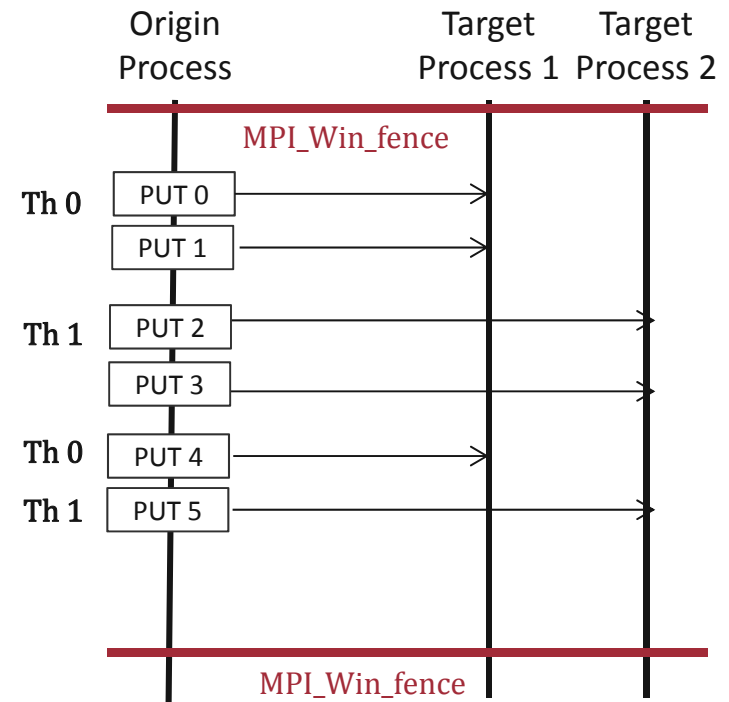 Origin Process
Target Process 1
Target Process 2
MPI_Win_fence
Th 0
PUT 0
PUT 1
Th 1
PUT 2
PUT 3
Th 0
PUT 4
Th 1
PUT 5
MPI_Win_fence